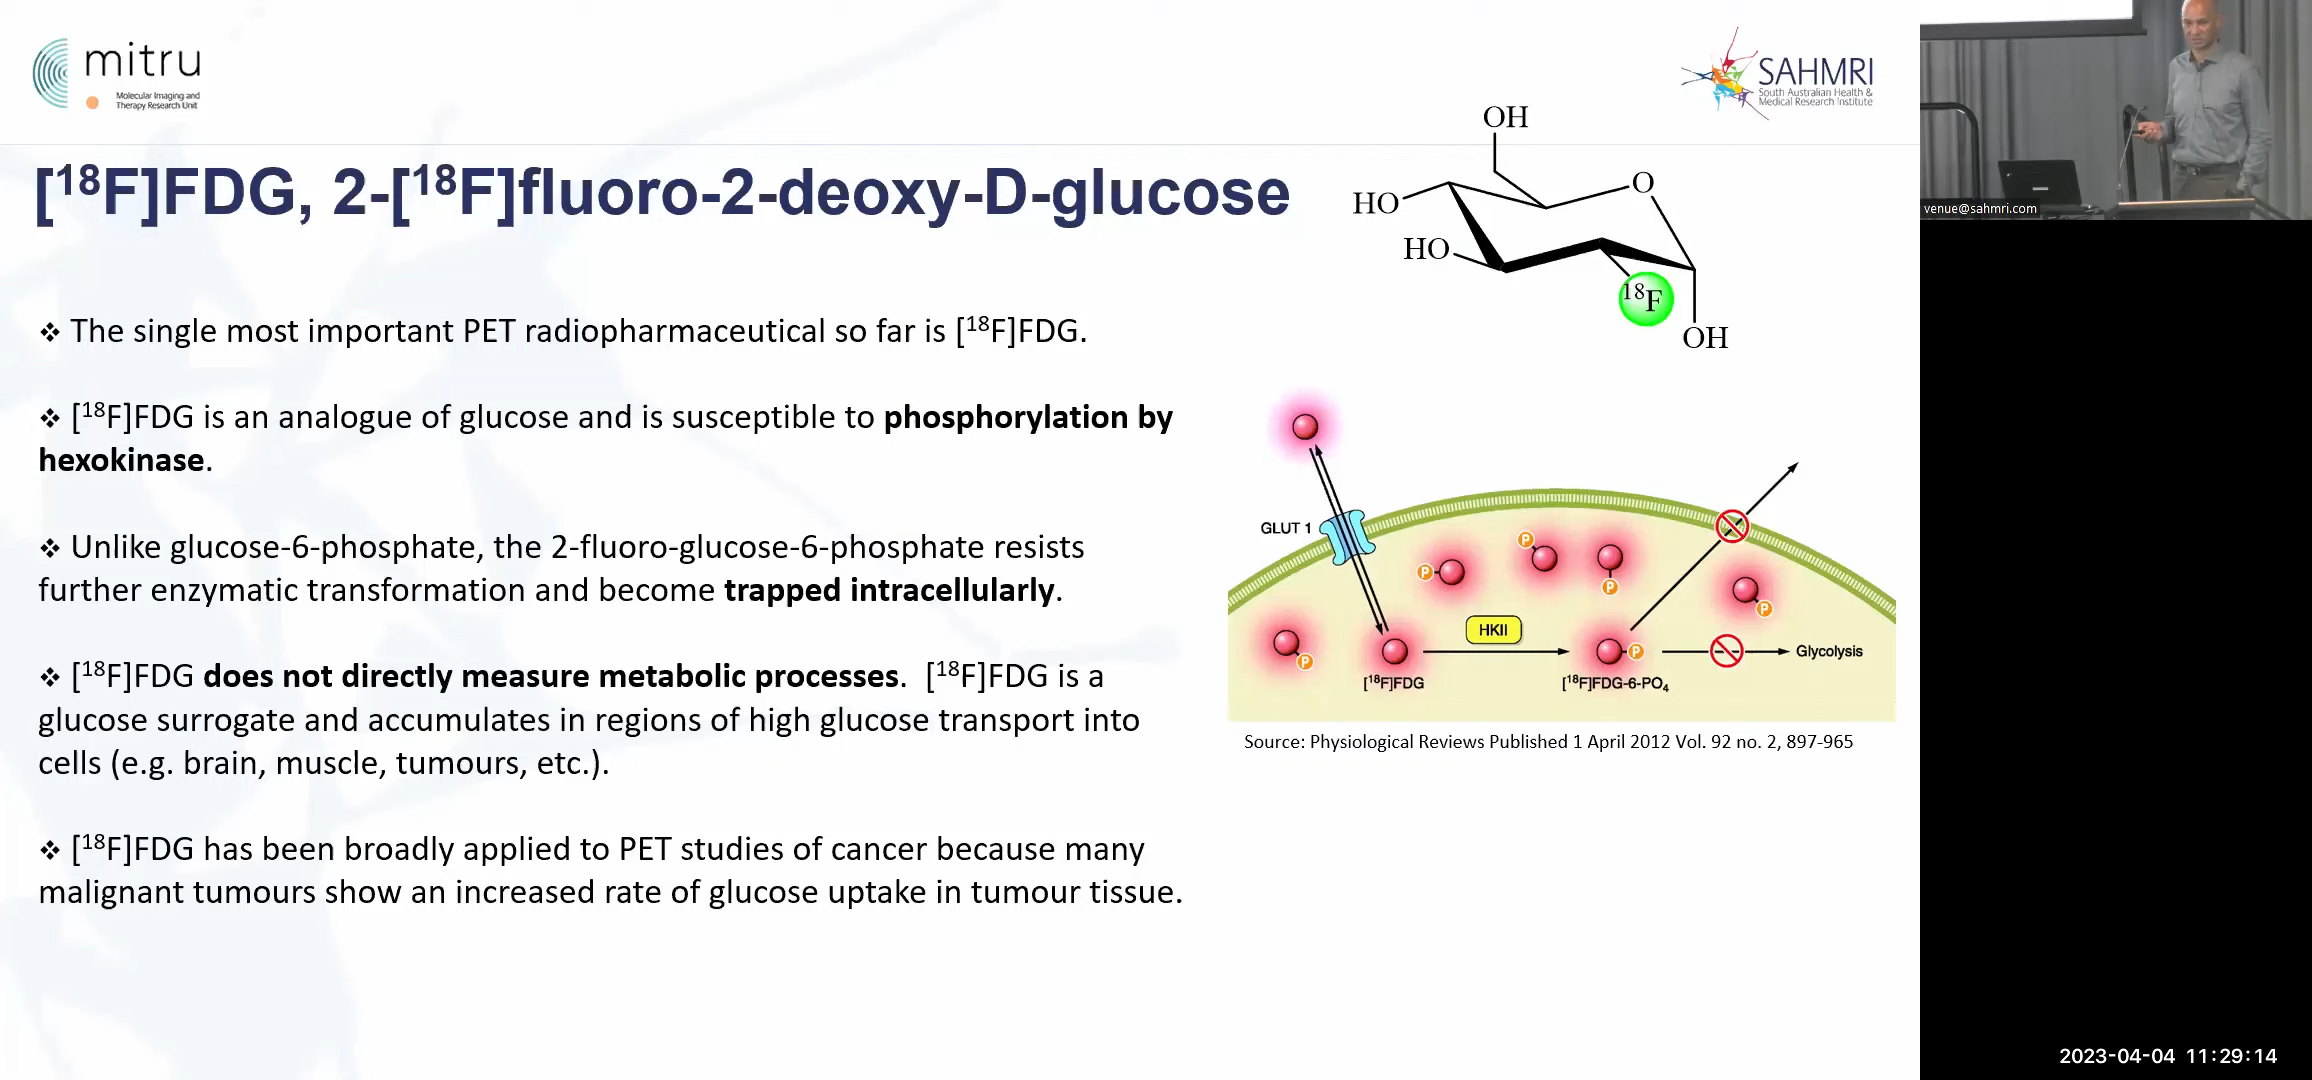 mitru
Molecular Imaging and
Therapy Research Unit
SAHMRI
South Australian Health &
Medical Research Institute
venue@sahmri.com
[¹⁸F]FDG, 2-[¹⁸F]fluoro-2-deoxy-D-glucose
OH
O
HO
HO
¹⁸F
OH
❖ The single most important PET radiopharmaceutical so far is [¹⁸F]FDG.
❖ [¹⁸F]FDG is an analogue of glucose and is susceptible to phosphorylation by
hexokinase.
❖ Unlike glucose-6-phosphate, the 2-fluoro-glucose-6-phosphate resists
further enzymatic transformation and become trapped intracellularly.
❖ [¹⁸F]FDG does not directly measure metabolic processes. [¹⁸F]FDG is a
glucose surrogate and accumulates in regions of high glucose transport into
cells (e.g. brain, muscle, tumours, etc.).
❖ [¹⁸F]FDG has been broadly applied to PET studies of cancer because many
malignant tumours show an increased rate of glucose uptake in tumour tissue.
GLUT 1
P
P
P
P
P
HKII
P
Glycolysis
[¹⁸F]FDG
[¹⁸F]FDG-6-PO₄
Source: Physiological Reviews Published 1 April 2012 Vol. 92 no. 2, 897-965
2023-04-04 11:29:14